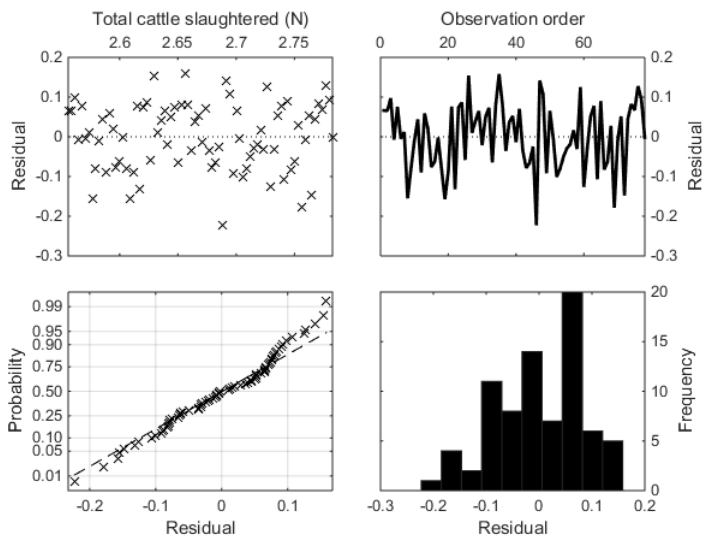 Total cattle slaughtered (N)
2.6 2.65 2.7 2.75
0.2
0.1
0
-0.1
-0.2
-0.3
Residual
Observation order
0 20 40 60
0.2
0.1
0
-0.1
-0.2
-0.3
Residual
0.99
0.95
0.90
0.75
0.50
0.25
0.10
0.05
0.01
Probability
-0.2 -0.1 0 0.1
Residual
20
15
10
5
0
Frequency
-0.3 -0.2 -0.1 0 0.1 0.2
Residual